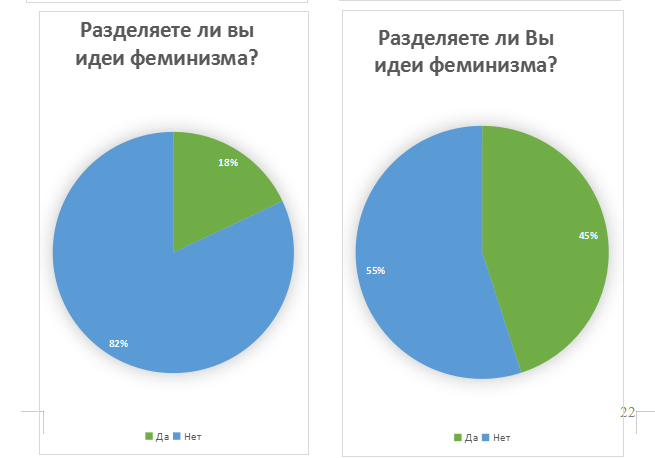 Разделяете ли вы
идеи феминизма?
18%
82%
Да Нет
Разделяете ли Вы
идеи феминизма?
45%
55%
Да Нет
22